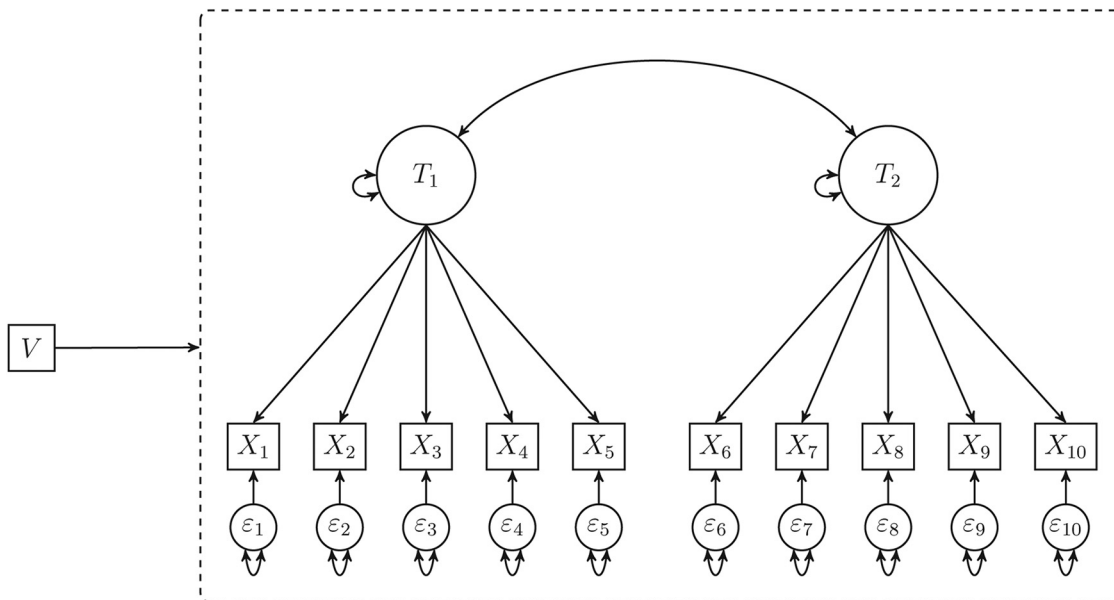 T₁ T₂
V
X₁ X₂ X₃ X₄ X₅ X₆ X₇ X₈ X₉ X₁₀
ε₁ ε₂ ε₃ ε₄ ε₅ ε₆ ε₇ ε₈ ε₉ ε₁₀